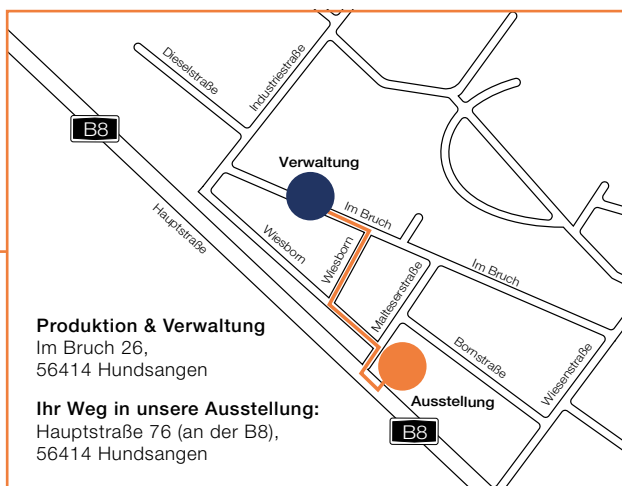 Dieselstraße
Industriestraße
B8
Verwaltung
Hauptstraße
Im Bruch
Wiesborn
Wiesborn
Im Bruch
Malteserstraße
Bornstraße
Wiesenstraße
Ausstellung
B8
Produktion & Verwaltung
Im Bruch 26,
56414 Hundsangen
Ihr Weg in unsere Ausstellung:
Hauptstraße 76 (an der B8),
56414 Hundsangen